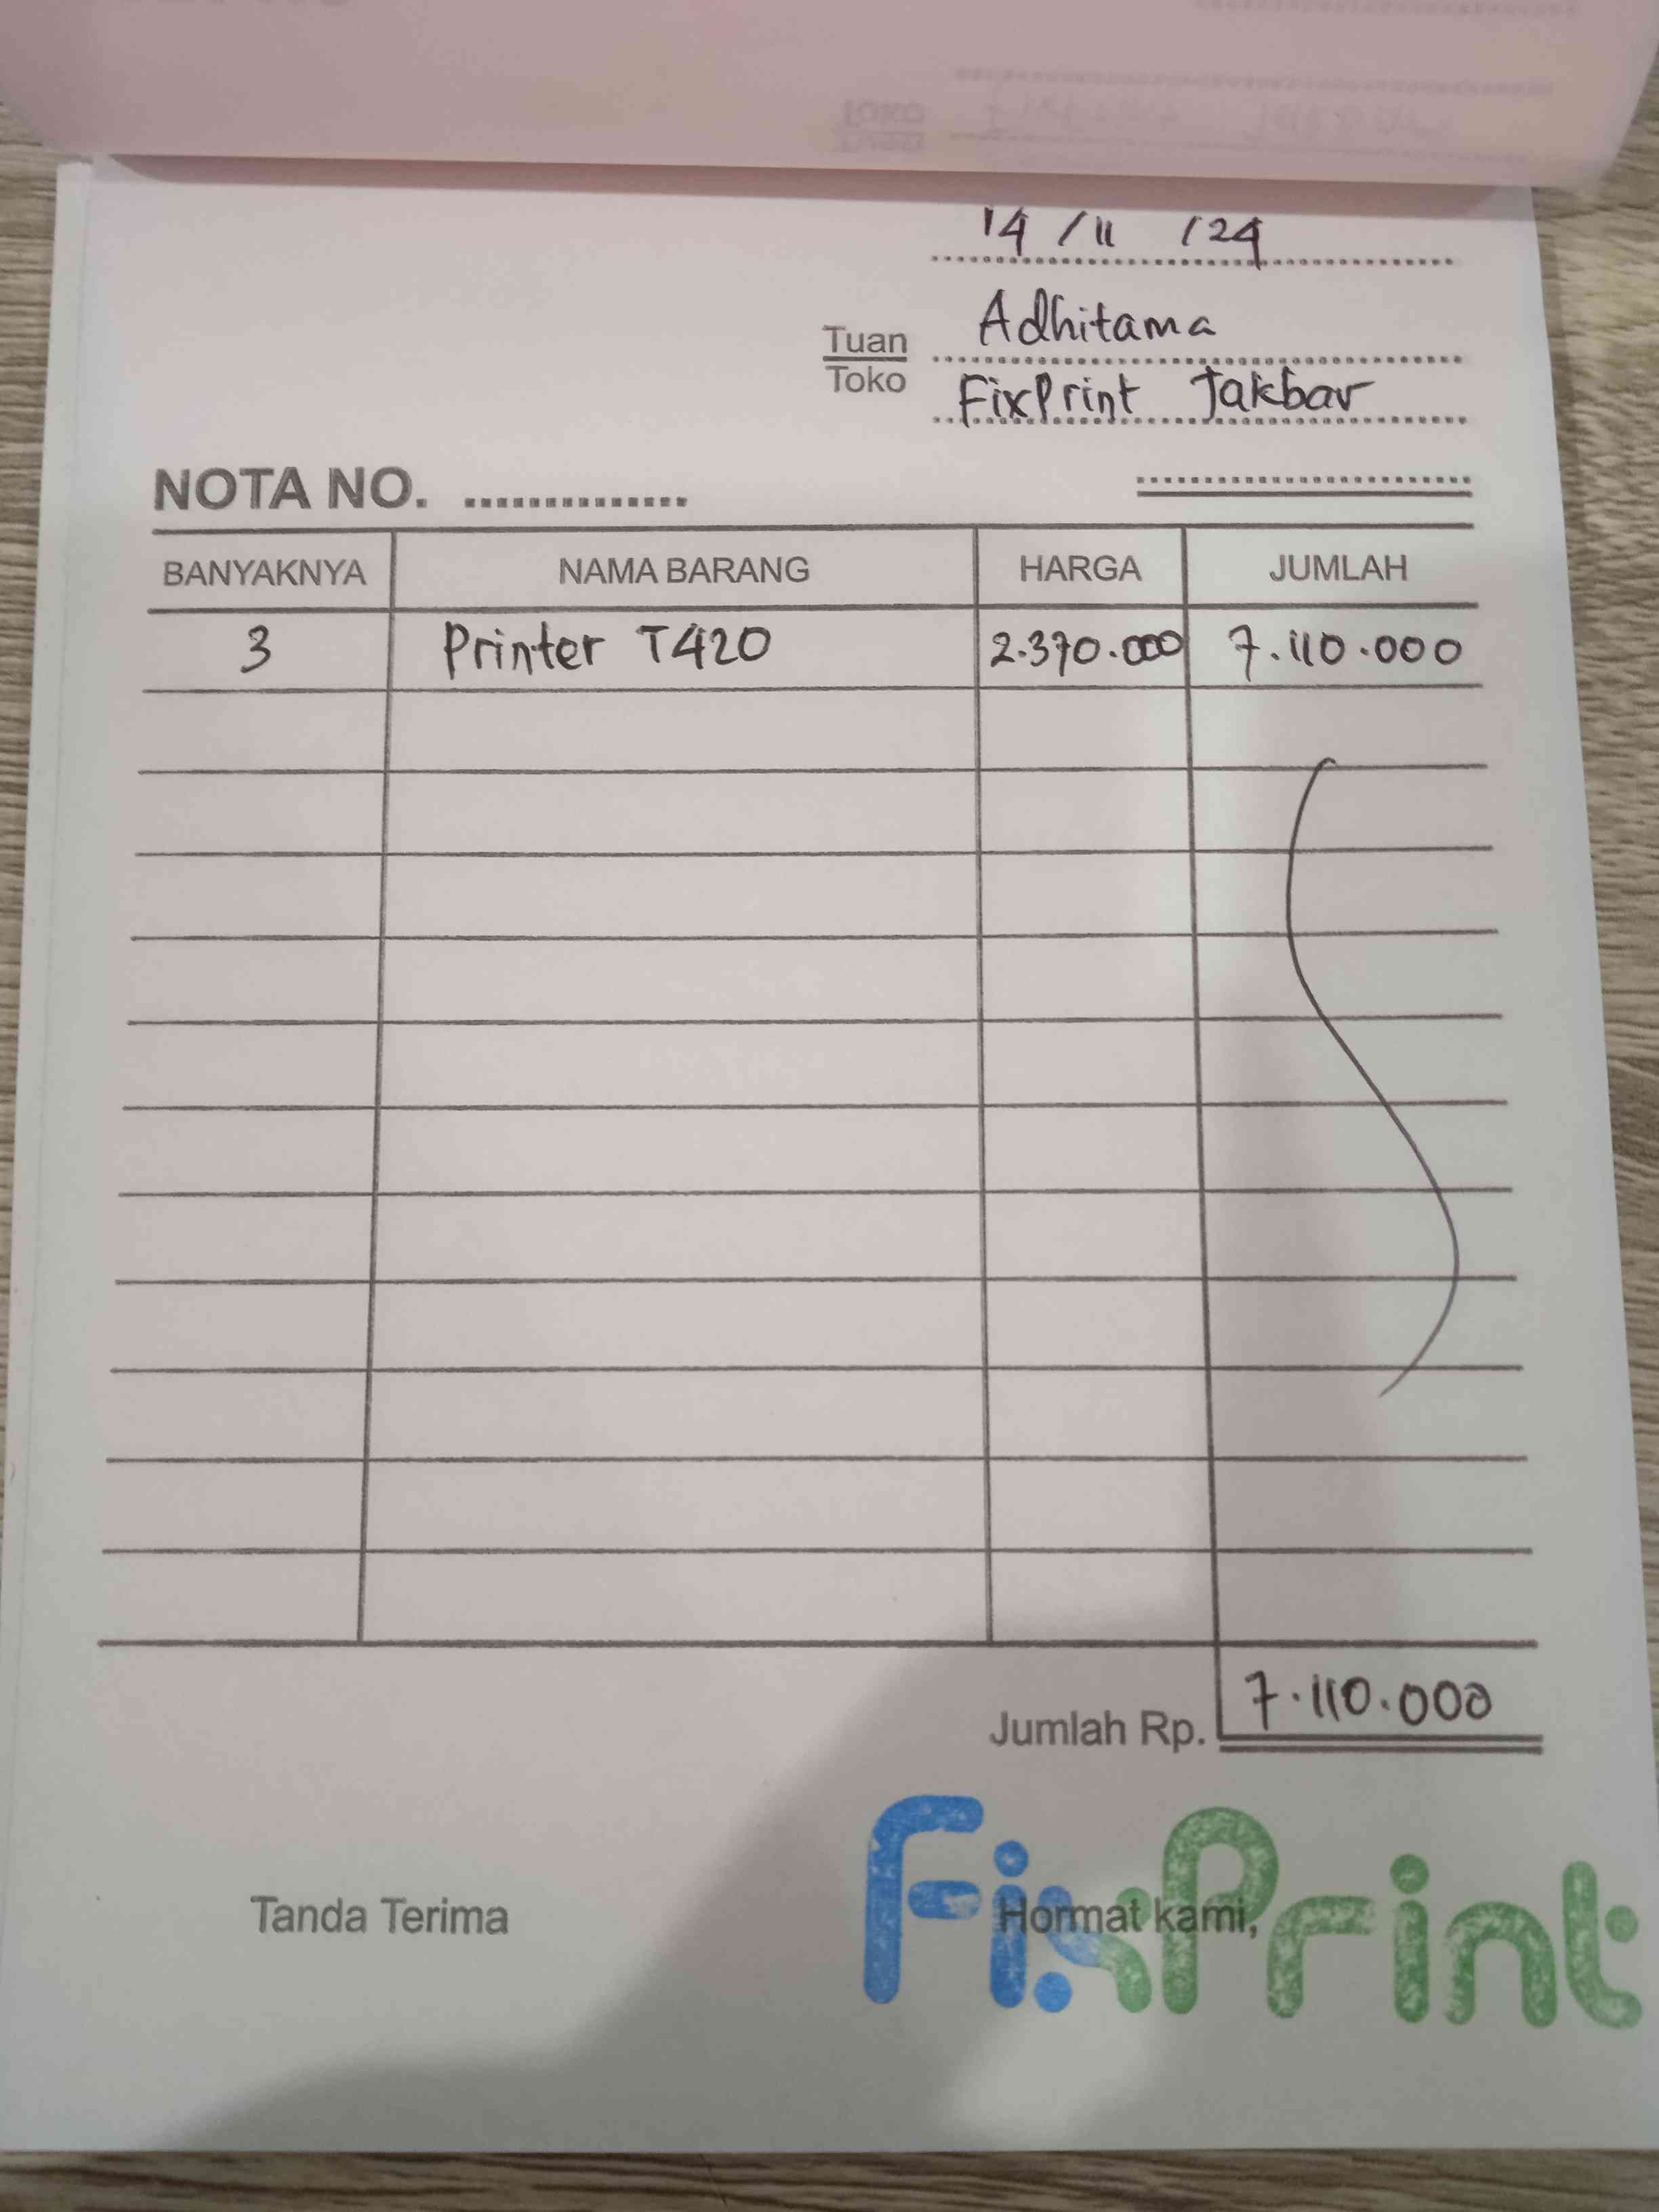 14 / 11 / 24
Tuan Adhitama
Toko FixPrint Jakbar
NOTA NO. ..............
BANYAKNYA NAMA BARANG HARGA JUMLAH
3 Printer T420 2.370.000 7.110.000
Jumlah Rp. 7.110.000
Tanda Terima Hormat kami,
FixPrint